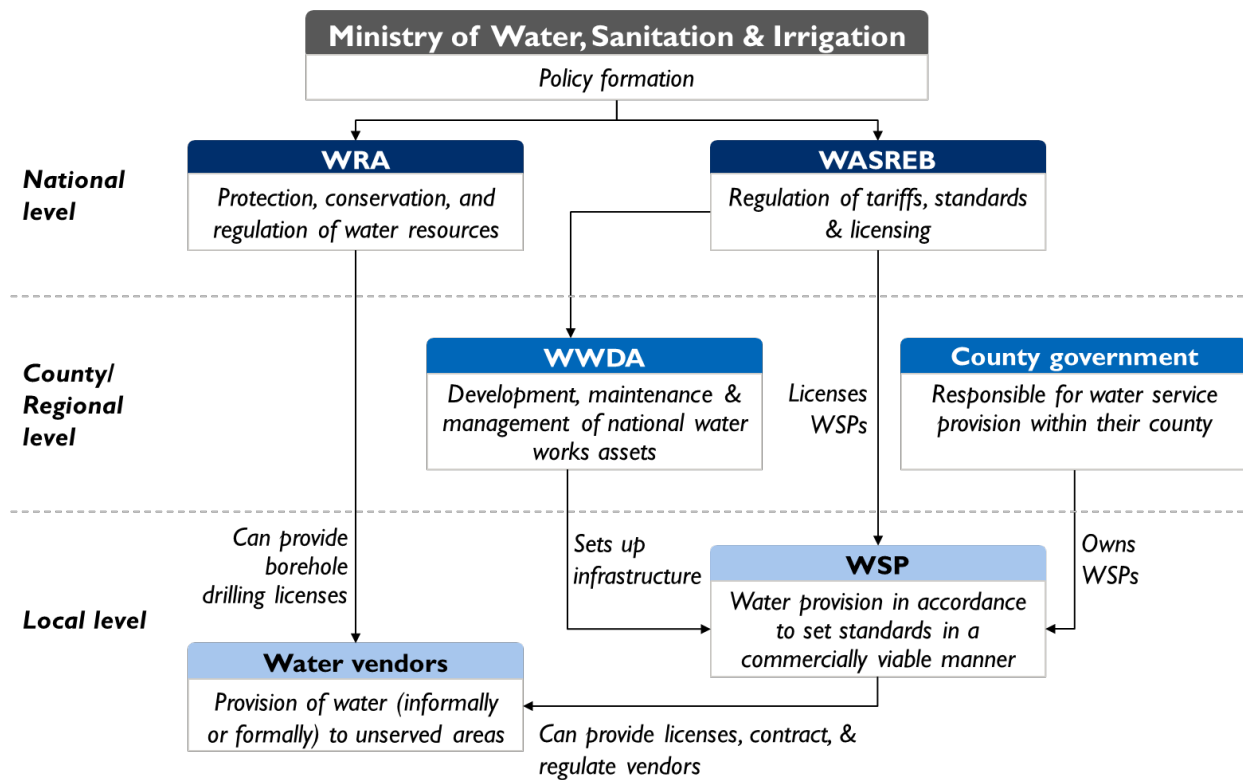 Ministry of Water, Sanitation & Irrigation
Policy formation
National
level
WRA
Protection, conservation, and
regulation of water resources
WASREB
Regulation of tariffs, standards
& licensing
County/
Regional
level
WWDA
Development, maintenance &
management of national water
works assets
Licenses
WSPs
County government
Responsible for water service
provision within their county
Local level
Can provide
borehole
drilling licenses
Sets up
infrastructure
WSP
Water provision in accordance
to set standards in a
commercially viable manner
Owns
WSPs
Water vendors
Provision of water (informally
or formally) to unserved areas
Can provide licenses, contract, &
regulate vendors